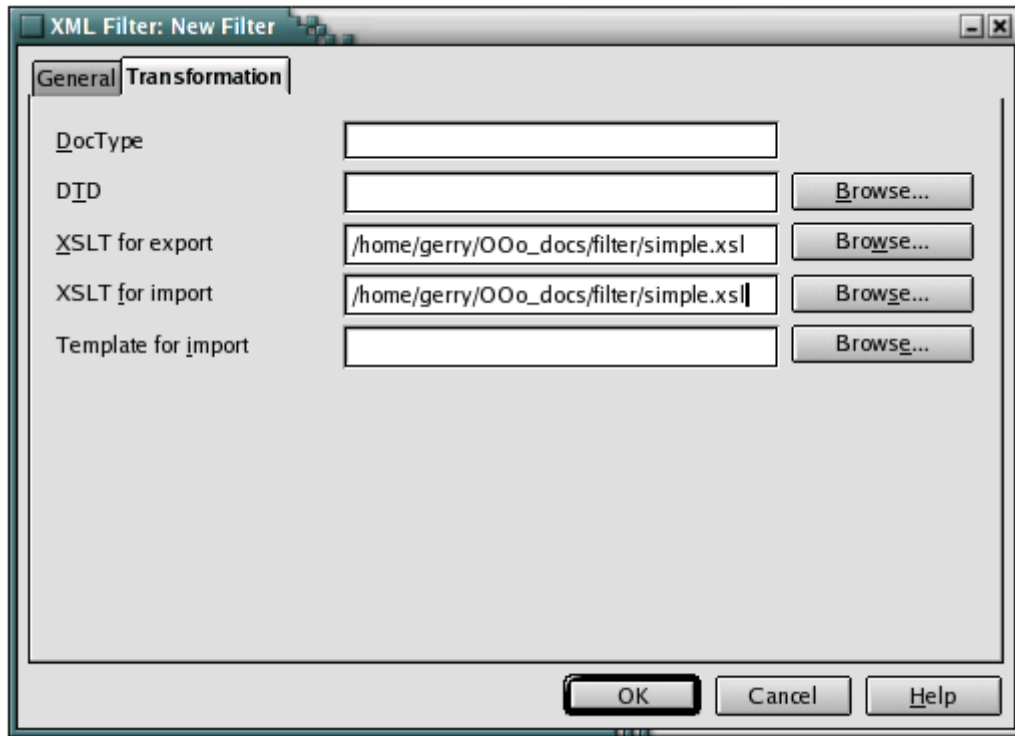 XML Filter: New Filter
General Transformation
DocType
DTD Browse...
XSLT for export /home/gerry/OOo_docs/filter/simple.xsl Browse...
XSLT for import /home/gerry/OOo_docs/filter/simple.xsl Browse...
Template for import Browse...
OK Cancel Help